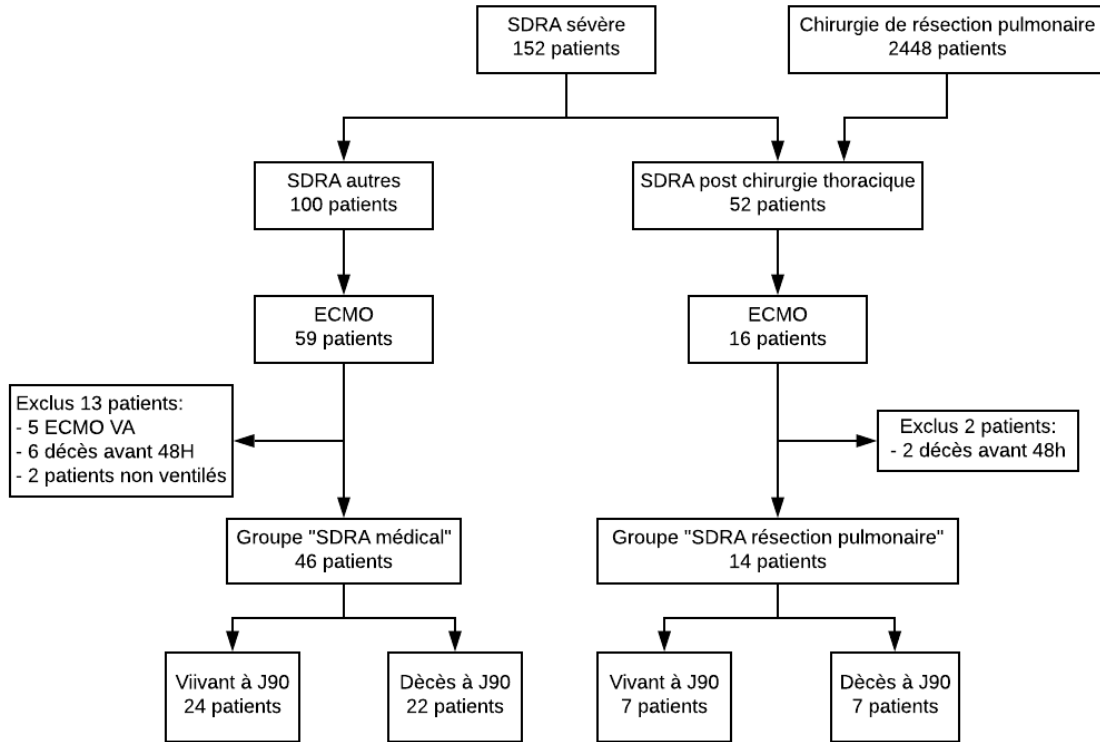 SDRA sévère
152 patients
Chirurgie de résection pulmonaire
2448 patients
SDRA autres
100 patients
SDRA post chirurgie thoracique
52 patients
ECMO
59 patients
ECMO
16 patients
Exclus 13 patients:
- 5 ECMO VA
- 6 décès avant 48H
- 2 patients non ventilés
Exclus 2 patients:
- 2 décès avant 48h
Groupe "SDRA médical"
46 patients
Groupe "SDRA résection pulmonaire"
14 patients
Viivant à J90
24 patients
Dècès à J90
22 patients
Vivant à J90
7 patients
Dècès à J90
7 patients